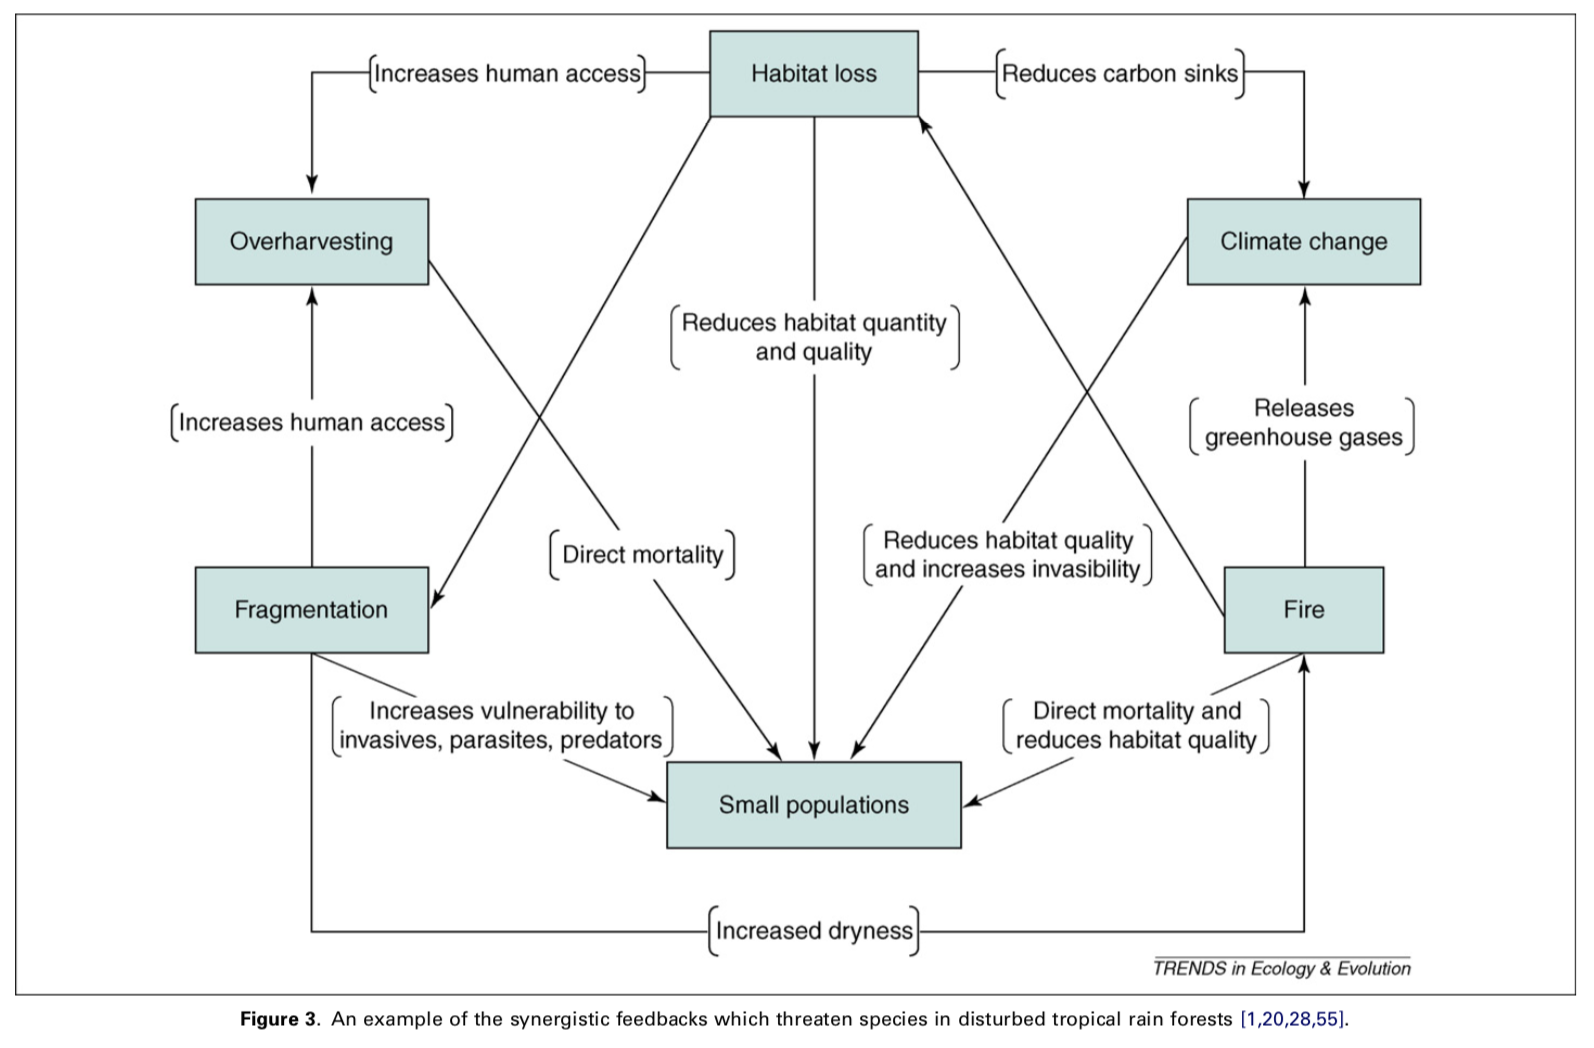 Habitat loss
Increases human access
Reduces carbon sinks
Overharvesting
Climate change
Reduces habitat quantity
and quality
Increases human access
Releases
greenhouse gases
Direct mortality
Reduces habitat quality
and increases invasibility
Fragmentation
Fire
Increases vulnerability to
invasives, parasites, predators
Direct mortality and
reduces habitat quality
Small populations
Increased dryness
TRENDS in Ecology & Evolution
Figure 3. An example of the synergistic feedbacks which threaten species in disturbed tropical rain forests [1,20,28,55].